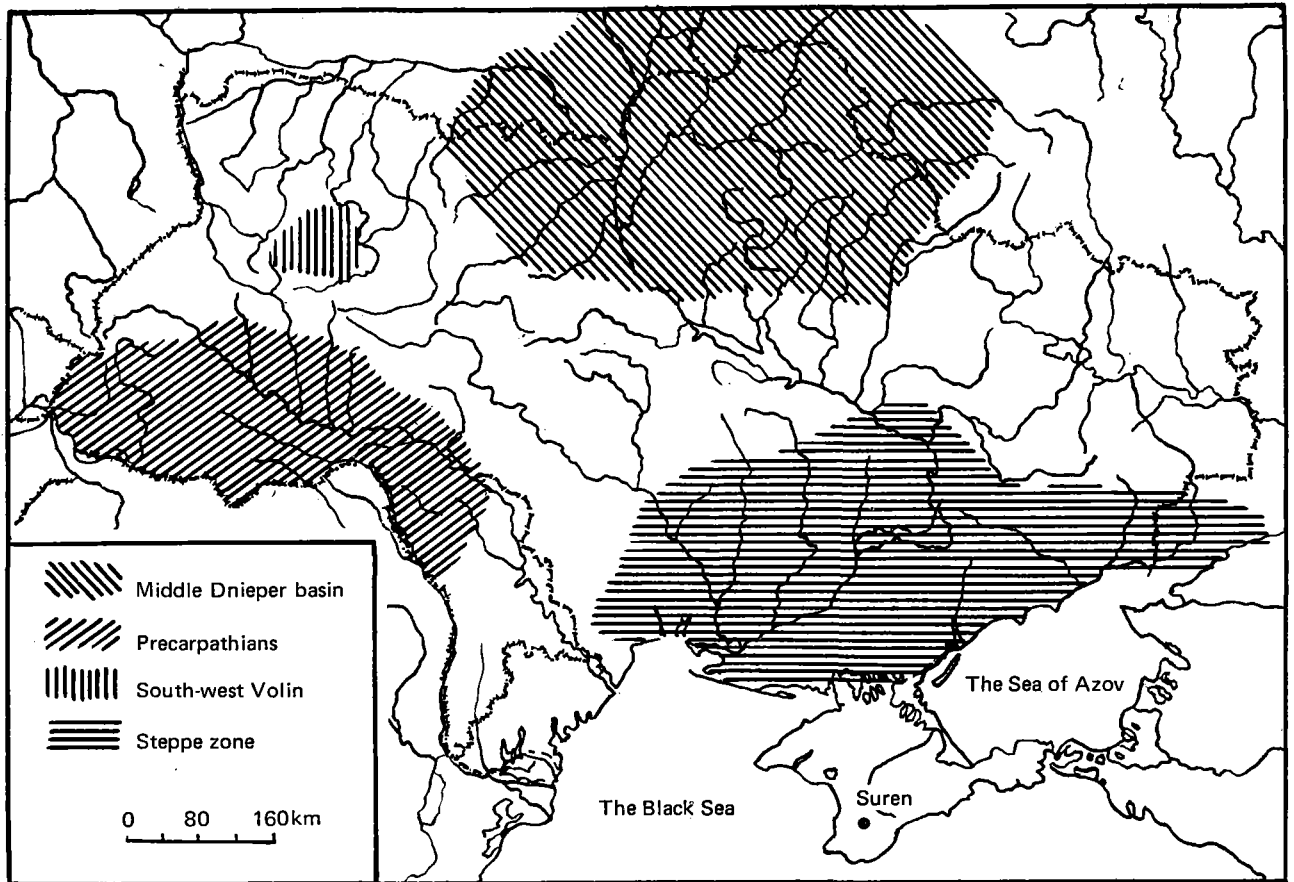 The Sea of Azov
Suren
The Black Sea
Middle Dnieper basin
Precarpathians
South-west Volin
Steppe zone
0 80 160km